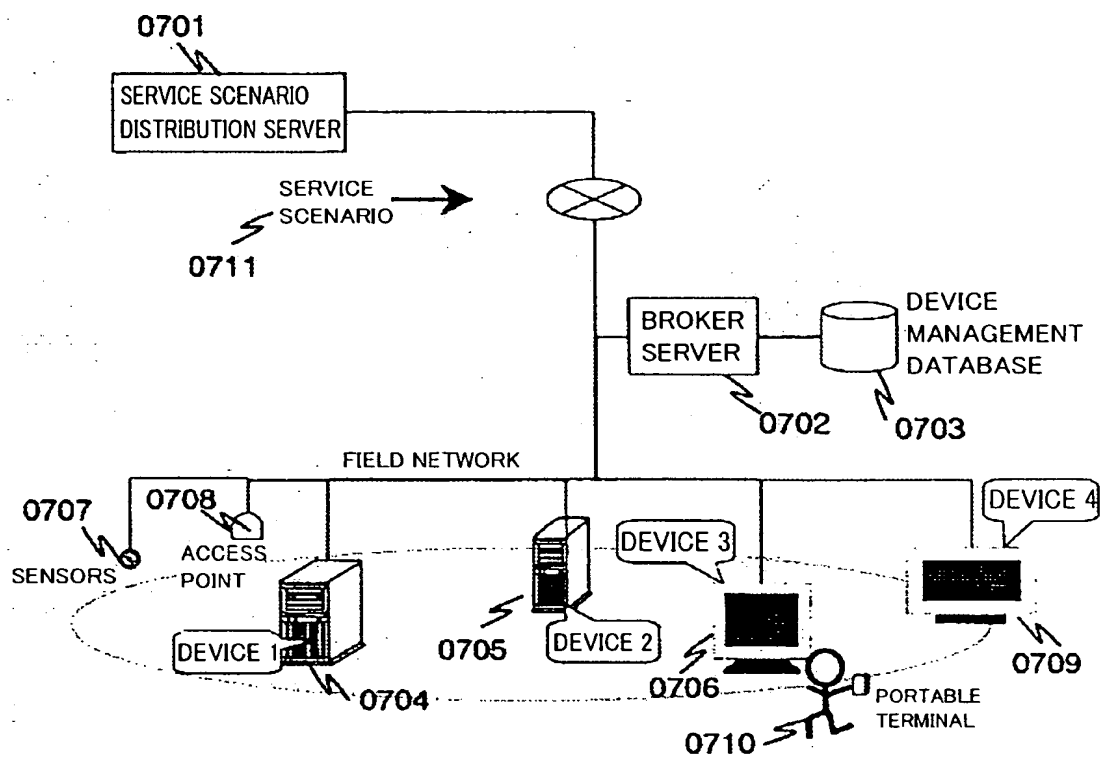 0701
SERVICE SCENARIO
DISTRIBUTION SERVER
SERVICE
SCENARIO
0711
BROKER
SERVER
0702
DEVICE
MANAGEMENT
DATABASE
0703
FIELD NETWORK
0707
SENSORS
0708
ACCESS
POINT
DEVICE 1
0704
0705
DEVICE 2
DEVICE 3
0706
DEVICE 4
0709
PORTABLE
TERMINAL
0710